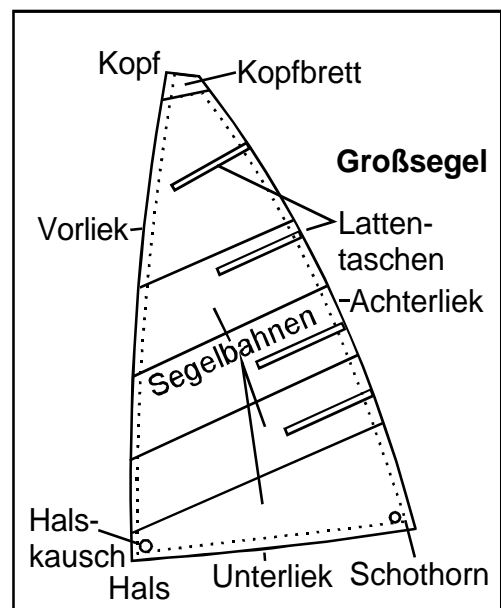 Kopf
Kopfbrett
Großsegel
Vorliek
Latten-
taschen
Achterliek
Segelbahnen
Hals-
kausch
Hals
Unterliek
Schothorn